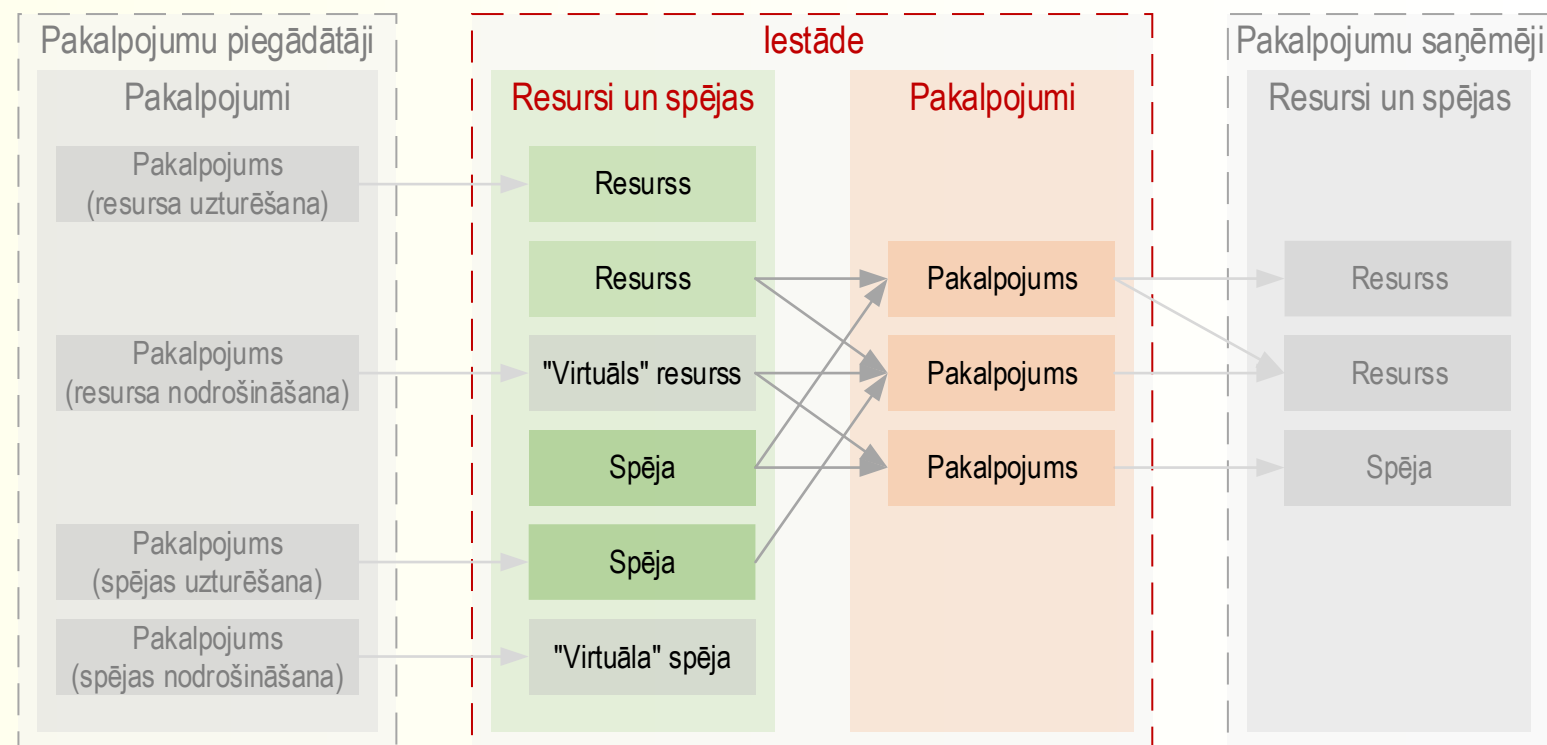 Pakalpojumu piegādātāji
Pakalpojumi
Pakalpojums
(resursa uzturēšana)
Pakalpojums
(resursa nodrošināšana)
Pakalpojums
(spējas uzturēšana)
Pakalpojums
(spējas nodrošināšana)
Iestāde
Resursi un spējas
Resurss
Resurss
"Virtuāls" resurss
Spēja
Spēja
"Virtuāla" spēja
Pakalpojumi
Pakalpojums
Pakalpojums
Pakalpojums
Pakalpojumu saņēmēji
Resursi un spējas
Resurss
Resurss
Spēja